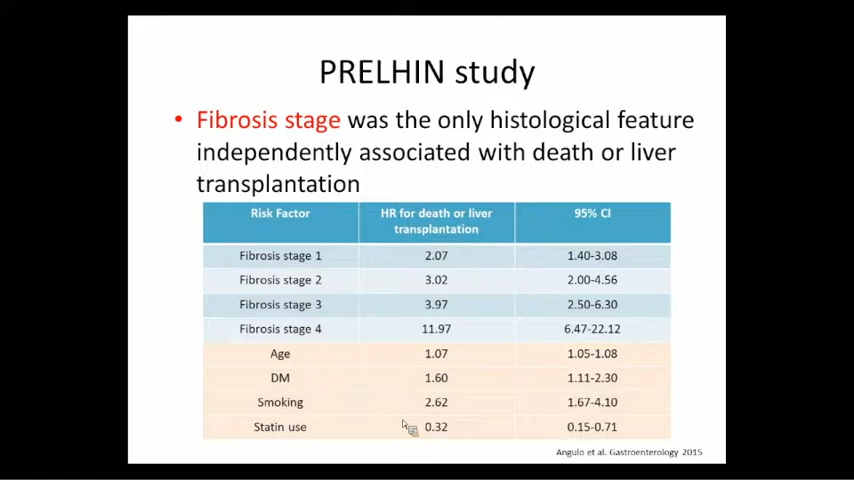 PRELHIN study
• Fibrosis stage was the only histological feature
independently associated with death or liver
transplantation
Risk Factor HR for death or liver transplantation 95% CI
Fibrosis stage 1 2.07 1.40-3.08
Fibrosis stage 2 3.02 2.00-4.56
Fibrosis stage 3 3.97 2.50-6.30
Fibrosis stage 4 11.97 6.47-22.12
Age 1.07 1.05-1.08
DM 1.60 1.11-2.30
Smoking 2.62 1.67-4.10
Statin use 0.32 0.15-0.71
Angulo et al. Gastroenterology 2015